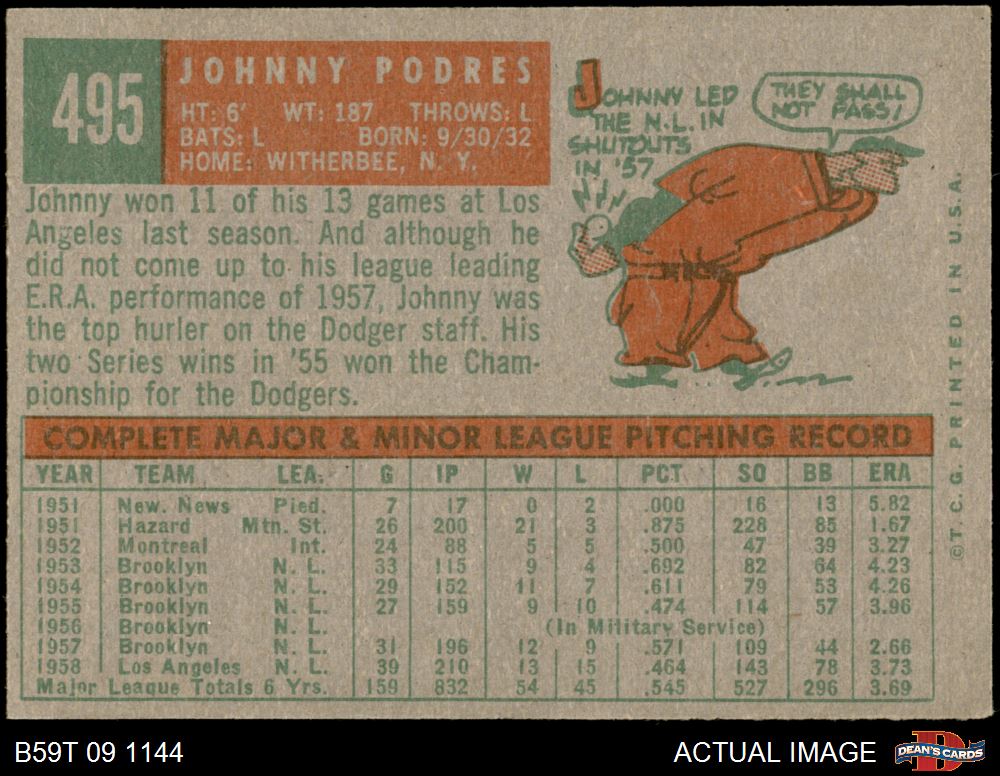 495
JOHNNY PODRES
HT: 6' WT: 187 THROWS: L
BATS: L BORN: 9/30/32
HOME: WITHERBEE, N. Y.
Johnny won 11 of his 13 games at Los
Angeles last season. And although he
did not come up to his league leading
E.R.A. performance of 1957, Johnny was
the top hurler on the Dodger staff. His
two Series wins in '55 won the Cham-
pionship for the Dodgers.
JOHNNY LED
THE N.L. IN
SHUTOUTS
IN '57
THEY SHALL
NOT PASS!
COMPLETE MAJOR & MINOR LEAGUE PITCHING RECORD
YEAR TEAM LEA. G IP W L PCT SO BB ERA
1951 New. News Pied. 7 17 0 2 .000 16 13 5.82
1951 Hazard Mtn. St. 26 200 21 3 .875 228 85 1.67
1952 Montreal Int. 24 88 5 5 .500 47 39 3.27
1953 Brooklyn N. L. 33 115 9 4 .692 82 64 4.23
1954 Brooklyn N. L. 29 152 11 7 .611 79 53 4.26
1955 Brooklyn N. L. 27 159 9 10 .474 114 57 3.96
1956 Brooklyn N. L. (In Military Service)
1957 Brooklyn N. L. 31 196 12 9 .571 109 44 2.66
1958 Los Angeles N. L. 39 210 13 15 .464 143 78 3.73
Major League Totals 6 Yrs. 159 832 54 45 .545 527 296 3.69
©T. C. G. PRINTED IN U.S.A.
B59T 09 1144
ACTUAL IMAGE
D
DEAN'S CARDS